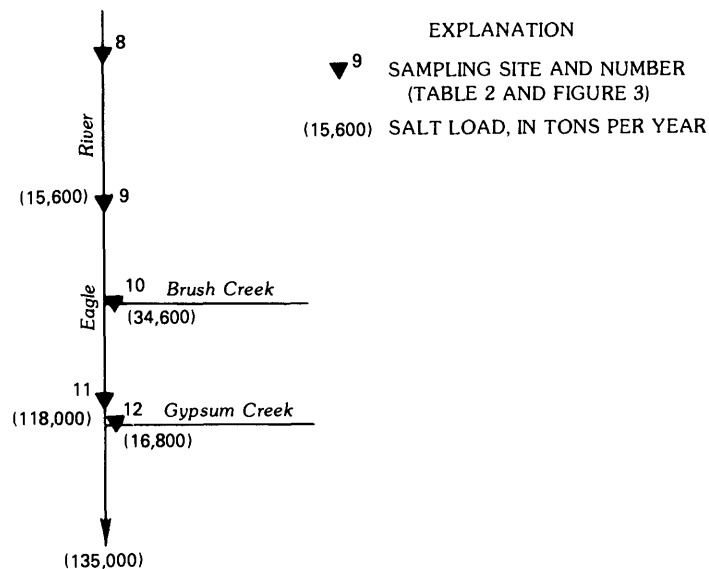 8
EXPLANATION
9 SAMPLING SITE AND NUMBER
(TABLE 2 AND FIGURE 3)
(15,600) SALT LOAD, IN TONS PER YEAR
River
(15,600) 9
10 Brush Creek
(34,600)
Eagle
11
(118,000)
12 Gypsum Creek
(16,800)
(135,000)